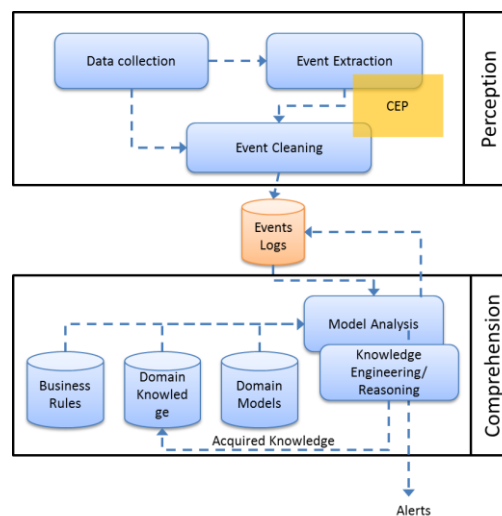 Data collection
Event Extraction
CEP
Event Cleaning
Perception
Events
Logs
Model Analysis
Knowledge
Engineering/
Reasoning
Business
Rules
Domain
Knowled
ge
Domain
Models
Acquired Knowledge
Comprehension
Alerts